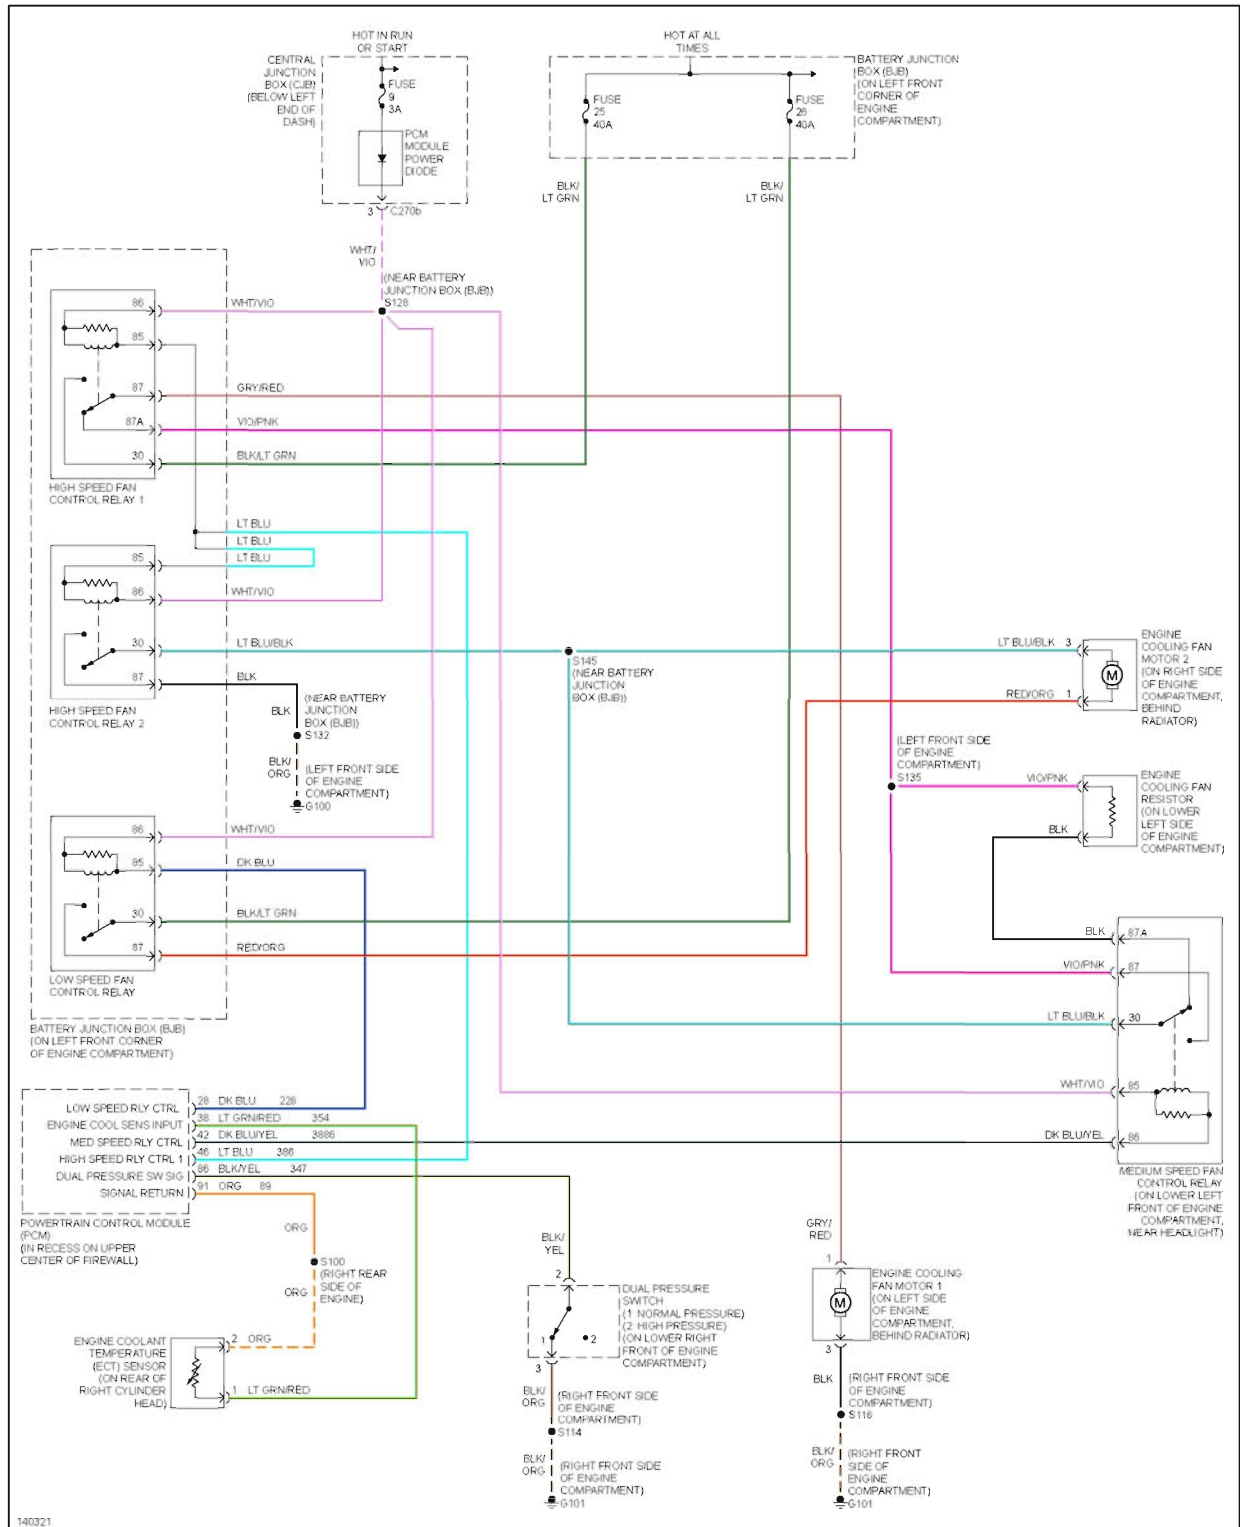 HOT IN RUN
OR START
CENTRAL
JUNCTION
BOX (CJB)
(BELOW LEFT
END OF
DASH)
FUSE
9
3A
PCM
MODULE
POWER
DIODE
3
C270b
WHT/
VIO
(NEAR BATTERY
JUNCTION BOX (BJB))
S128
HOT AT ALL
TIMES
BATTERY JUNCTION
BOX (BJB)
(ON LEFT FRONT
CORNER OF
ENGINE
COMPARTMENT)
FUSE
25
40A
FUSE
26
40A
BLK/
LT GRN
BLK/
LT GRN
86 WHT/VIO
85
87 GRY/RED
87A VIO/PNK
30 BLK/LT GRN
HIGH SPEED FAN
CONTROL RELAY 1
LT BLU
LT BLU
85 LT BLU
86 WHT/VIO
30 LT BLU/BLK
87 BLK
HIGH SPEED FAN
CONTROL RELAY 2
BLK
(NEAR BATTERY
JUNCTION
BOX (BJB))
S132
BLK/
ORG
(LEFT FRONT SIDE
OF ENGINE
COMPARTMENT)
G100
S145
(NEAR BATTERY
JUNCTION
BOX (BJB))
LT BLU/BLK 3
RED/ORG 1
M
ENGINE
COOLING FAN
MOTOR 2
(ON RIGHT SIDE
OF ENGINE
COMPARTMENT,
BEHIND
RADIATOR)
(LEFT FRONT SIDE
OF ENGINE
COMPARTMENT)
S135
VIO/PNK
BLK
ENGINE
COOLING FAN
RESISTOR
(ON LOWER
LEFT SIDE
OF ENGINE
COMPARTMENT)
86 WHT/VIO
85 DK BLU
30 BLK/LT GRN
87 RED/ORG
LOW SPEED FAN
CONTROL RELAY
BATTERY JUNCTION BOX (BJB)
(ON LEFT FRONT CORNER
OF ENGINE COMPARTMENT)
BLK 87A
VIO/PNK 87
LT BLU/BLK 30
WHT/VIO 85
DK BLU/YEL 86
MEDIUM SPEED FAN
CONTROL RELAY
(ON LOWER LEFT
FRONT OF ENGINE
COMPARTMENT,
NEAR HEADLIGHT)
LOW SPEED RLY CTRL 28 DK BLU 228
ENGINE COOL SENS INPUT 38 LT GRN/RED 354
MED SPEED RLY CTRL 42 DK BLU/YEL 3886
HIGH SPEED RLY CTRL 1 46 LT BLU 386
DUAL PRESSURE SW SIG 86 BLK/YEL 347
SIGNAL RETURN 91 ORG 89
POWERTRAIN CONTROL MODULE
(PCM)
(IN RECESS ON UPPER
CENTER OF FIREWALL)
ORG
S100
(RIGHT REAR
SIDE OF
ENGINE)
ORG
ENGINE COOLANT
TEMPERATURE
(ECT) SENSOR
(ON REAR OF
RIGHT CYLINDER
HEAD)
2 ORG
1 LT GRN/RED
BLK/
YEL
2
1
2
3
DUAL PRESSURE
SWITCH
(1 NORMAL PRESSURE)
(2 HIGH PRESSURE)
(ON LOWER RIGHT
FRONT OF ENGINE
COMPARTMENT)
BLK/
ORG
(RIGHT FRONT SIDE
OF ENGINE
COMPARTMENT)
S114
BLK/
ORG
(RIGHT FRONT SIDE
OF ENGINE
COMPARTMENT)
G101
GRY/
RED
1
M
3
ENGINE COOLING
FAN MOTOR 1
(ON LEFT SIDE
OF ENGINE
COMPARTMENT,
BEHIND RADIATOR)
BLK
(RIGHT FRONT SIDE
OF ENGINE
COMPARTMENT)
S116
BLK/
ORG
(RIGHT FRONT
SIDE OF
ENGINE
COMPARTMENT)
G101
140321